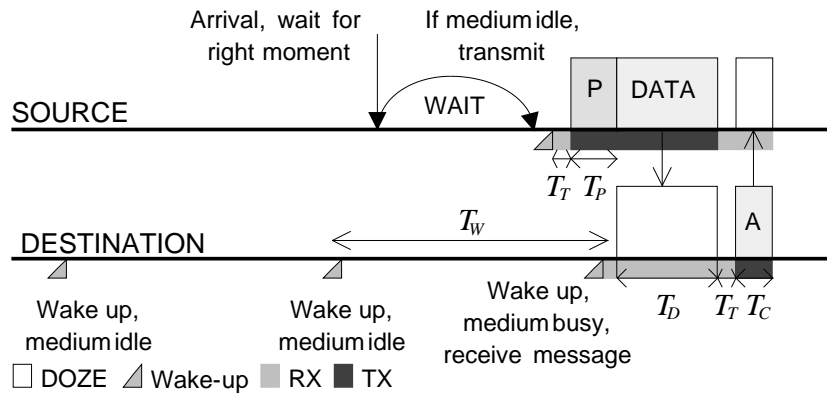 Arrival, wait for
right moment
If medium idle,
transmit
WAIT
P
DATA
SOURCE
T_T
T_P
T_W
A
DESTINATION
Wake up,
medium idle
Wake up,
medium idle
Wake up,
medium busy,
receive message
T_D
T_T
T_C
DOZE
Wake-up
RX
TX